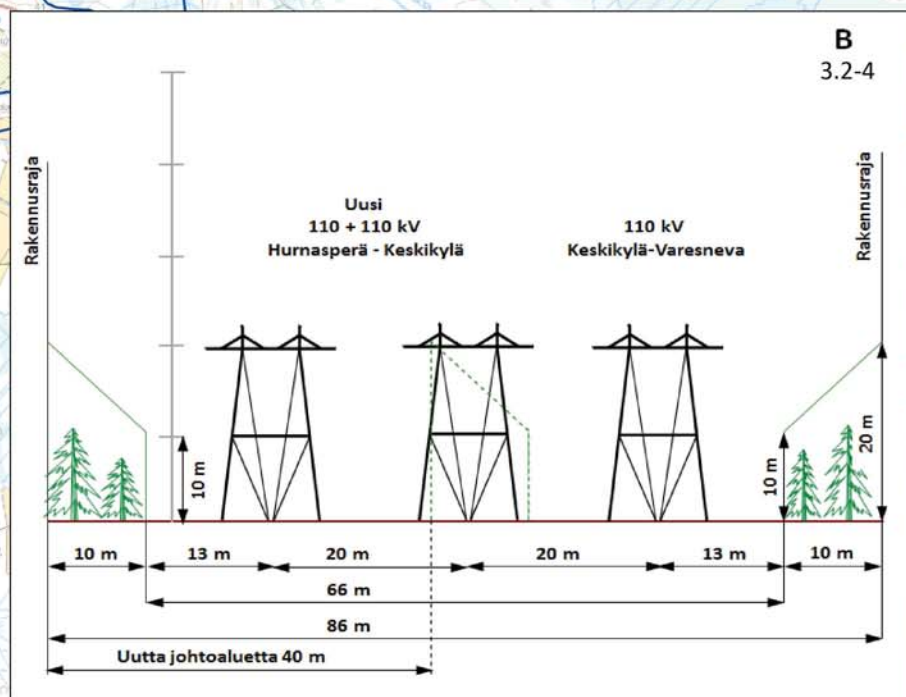 B
3.2-4
Rakennusraja
Rakennusraja
Uusi
110 + 110 kV
Hurnasperä - Keskikylä
110 kV
Keskikylä-Varesneva
10 m
10 m
20 m
10 m
13 m
20 m
20 m
13 m
10 m
66 m
86 m
Uutta johtoaluetta 40 m